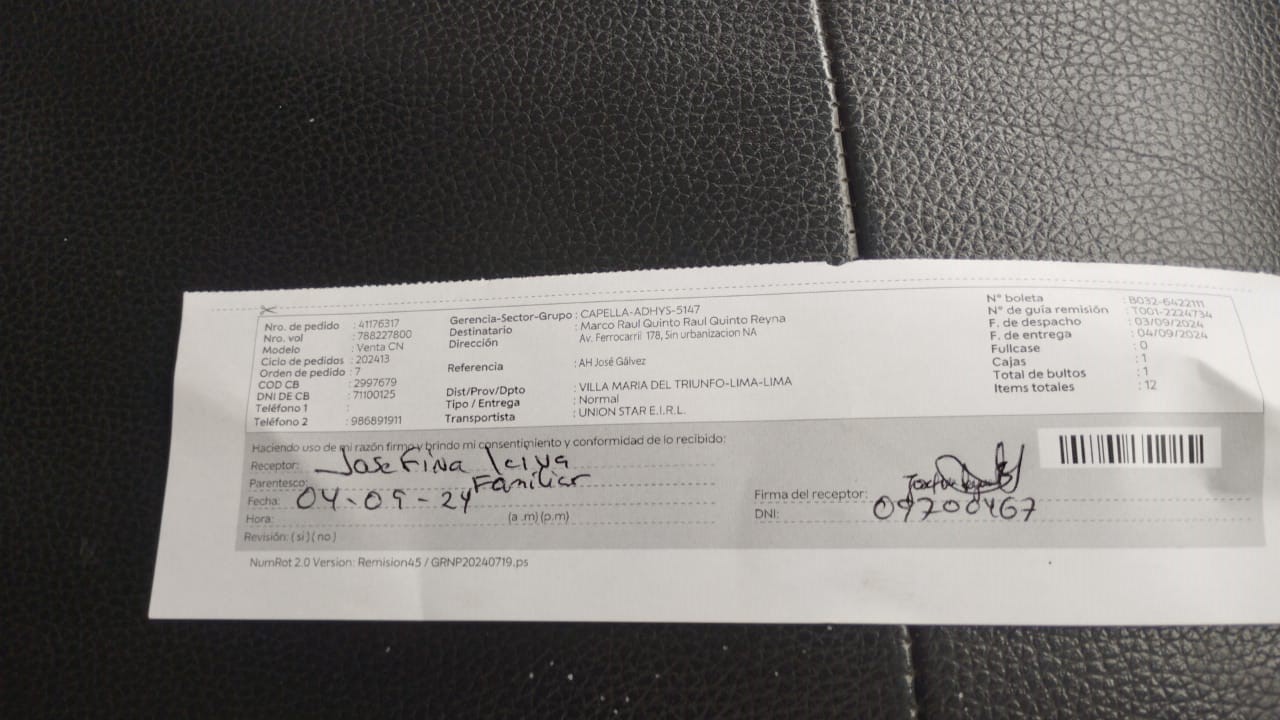 Nro. de pedido : 41176317
Nro. vol : 788227800
Modelo : Venta CN
Ciclo de pedidos : 202413
Orden de pedido : 7
COD CB : 2997679
DNI DE CB : 71100125
Teléfono 1 :
Teléfono 2 : 986891911
Gerencia-Sector-Grupo : CAPELLA-ADHYS-5147
Destinatario : Marco Raul Quinto Raul Quinto Reyna
Dirección Av. Ferrocarril 178, Sin urbanizacion NA
Referencia : AH José Gálvez
Dist/Prov/Dpto : VILLA MARIA DEL TRIUNFO-LIMA-LIMA
Tipo / Entrega : Normal
Transportista : UNION STAR E.I.R.L.
N° boleta : B032-6422111
N° de guía remisión : T001-2224734
F. de despacho : 03/09/2024
F. de entrega : 04/09/2024
Fullcase : 0
Cajas : 1
Total de bultos : 1
Items totales : 12
Haciendo uso de mi razón firmo y brindo mi consentimiento y conformidad de lo recibido:
Receptor: Josefina leiva
Parentesco: Familiar
Fecha: 04-09-24
Hora: (a .m) (p.m)
Revisión: ( si ) ( no )
Firma del receptor:
DNI: 09700467
NumRot 2.0 Version: Remision45 / GRNP20240719.ps